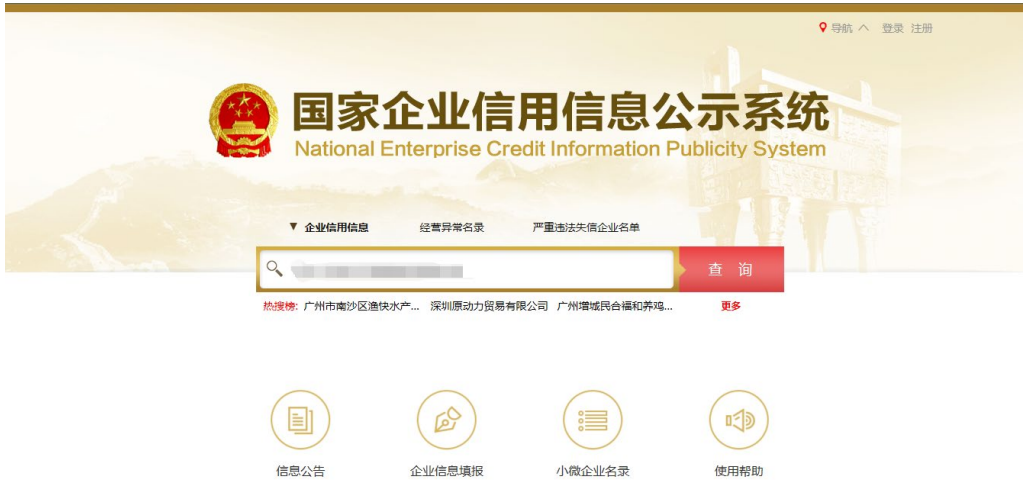 导航 登录 注册
国家企业信用信息公示系统
National Enterprise Credit Information Publicity System
企业信用信息 经营异常名录 严重违法失信企业名单
查 询
热搜榜: 广州市南沙区渔快水产... 深圳原动力贸易有限公司 广州增城民合福和养鸡... 更多
信息公告 企业信息填报 小微企业名录 使用帮助